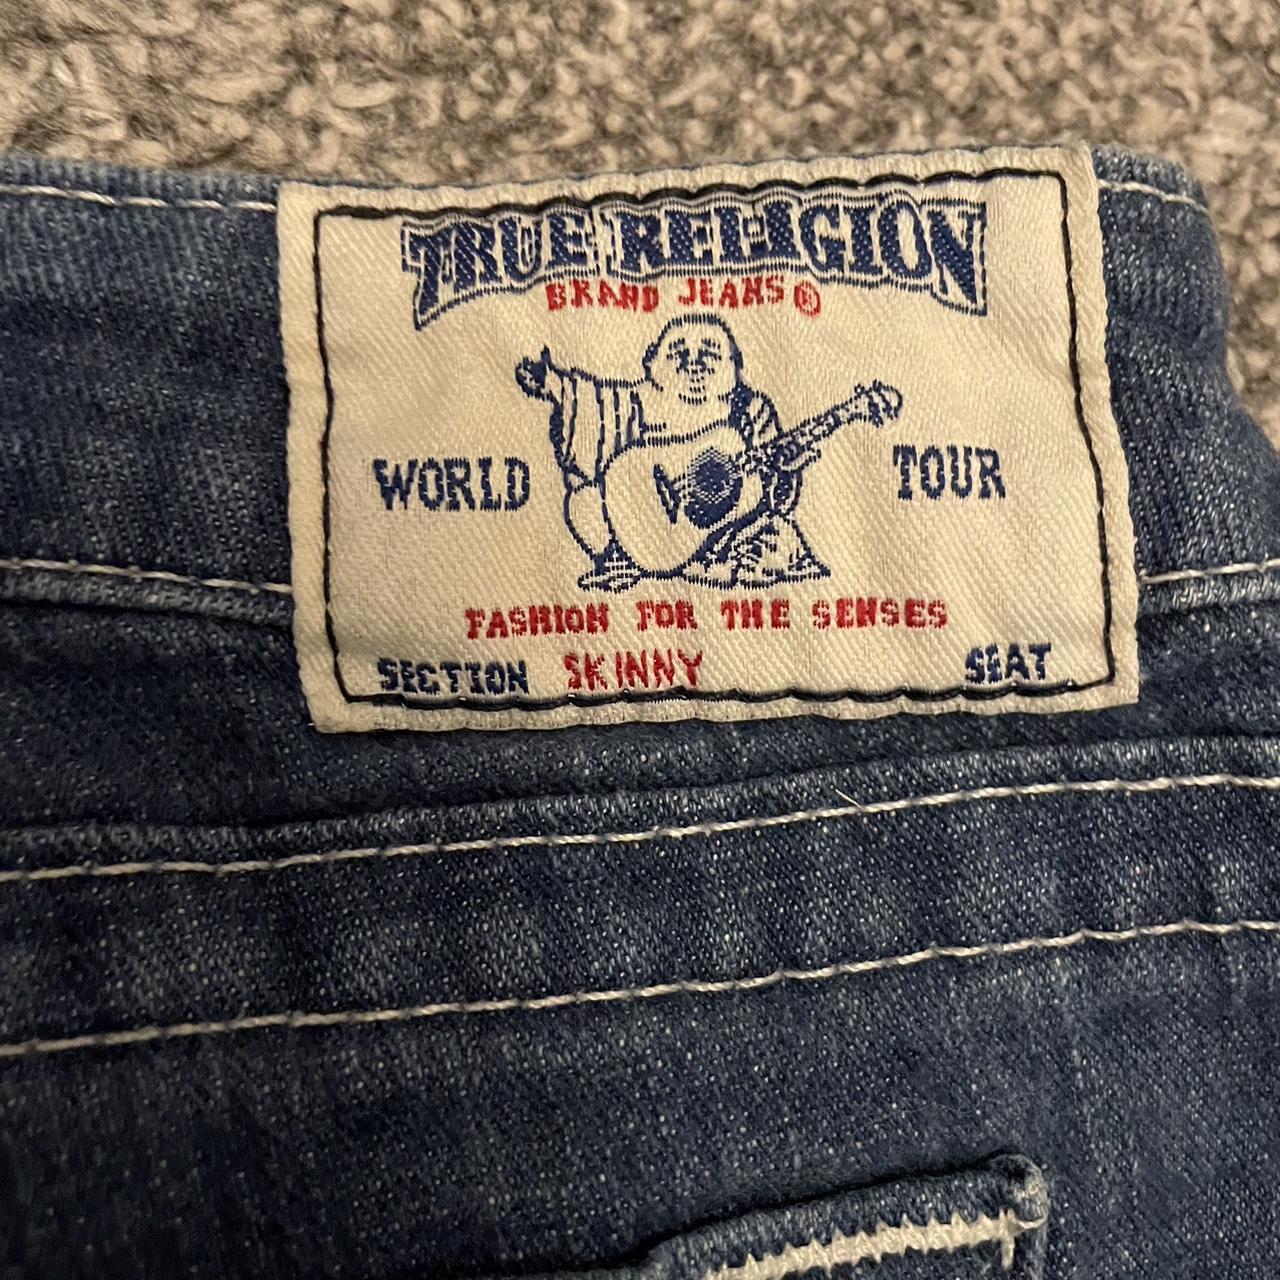 TRUE RELIGION
BRAND JEANS®
WORLD TOUR
FASHION FOR THE SENSES
SECTION SKINNY SEAT